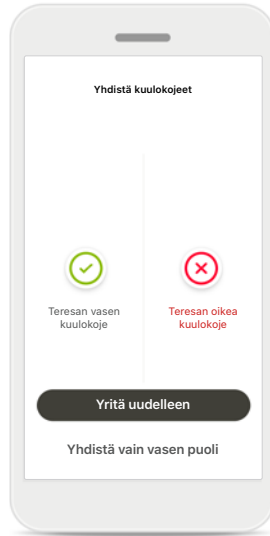 Yhdistä kuulokojeet
Teresan vasen
kuulokoje
Teresan oikea
kuulokoje
Yritä uudelleen
Yhdistä vain vasen puoli